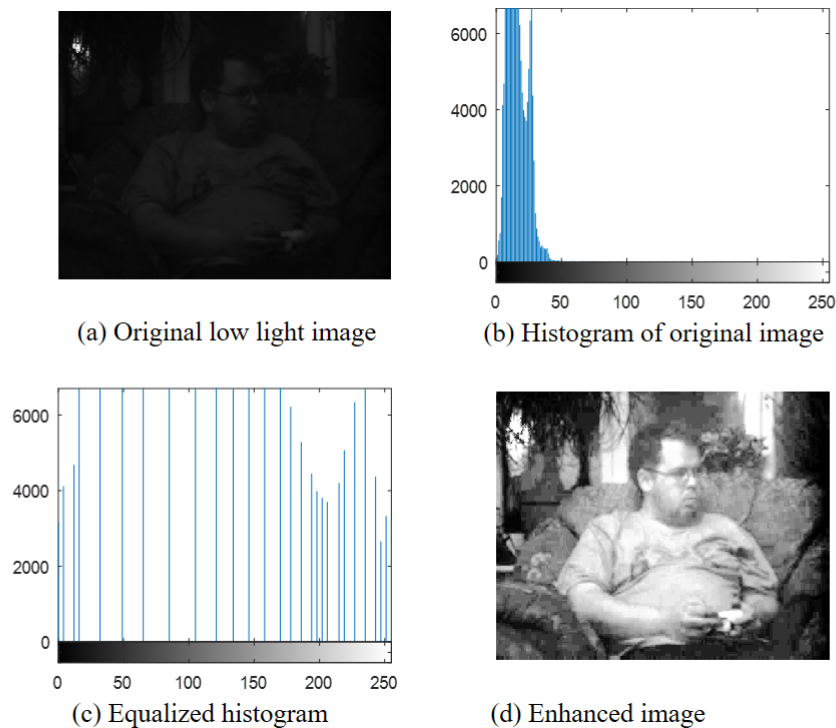 6000
4000
2000
0
0 50 100 150 200 250
(a) Original low light image
(b) Histogram of original image
6000
4000
2000
0
0 50 100 150 200 250
(c) Equalized histogram
(d) Enhanced image